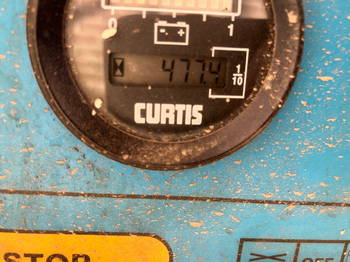 0 1
- +
477.4 1/10
CURTIS
STOP
OFF